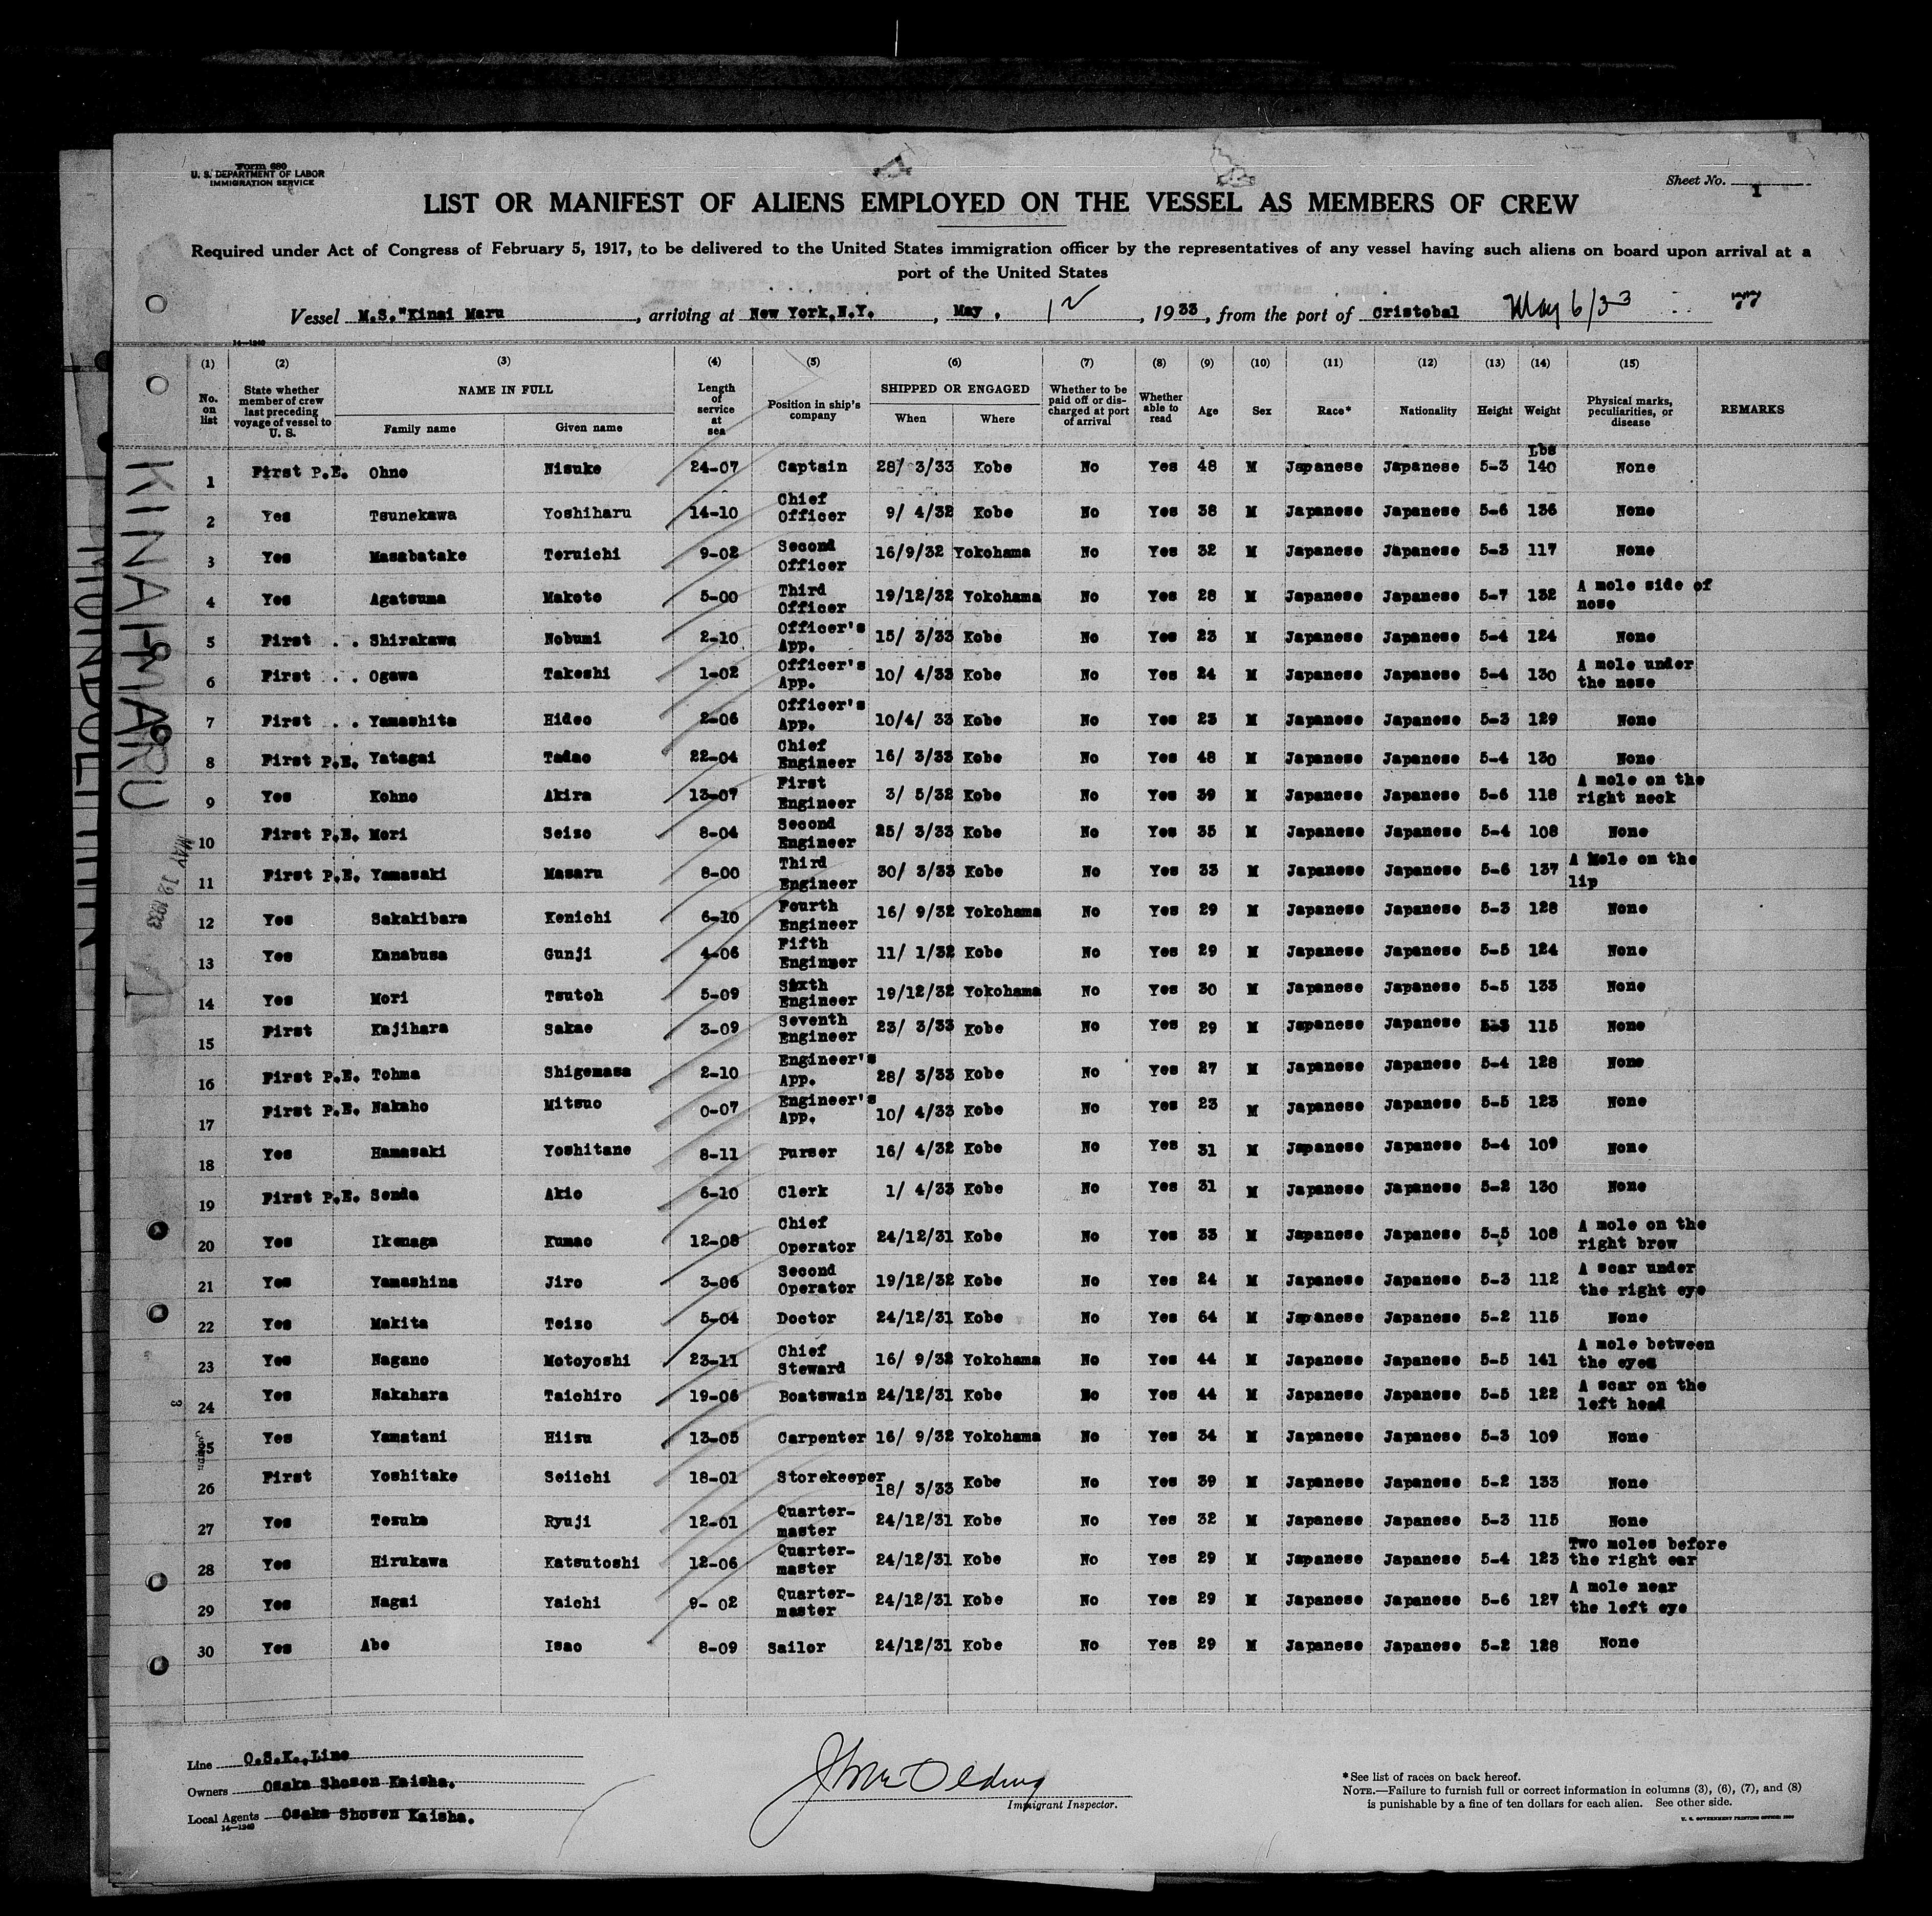 Form 680
U. S. DEPARTMENT OF LABOR
IMMIGRATION SERVICE
Sheet No. 1
LIST OR MANIFEST OF ALIENS EMPLOYED ON THE VESSEL AS MEMBERS OF CREW
Required under Act of Congress of February 5, 1917, to be delivered to the United States immigration officer by the representatives of any vessel having such aliens on board upon arrival at a
port of the United States
Vessel M.S."Kinai Maru, arriving at New York,N.Y., May. 12, 1933, from the port of Cristobal May 6/33
14—1240
(1) (2) (3) (4) (5) (6) (7) (8) (9) (10) (11) (12) (13) (14) (15)
No. on list State whether member of crew last preceding voyage of vessel to U. S. NAME IN FULL Family name Given name Length of service at sea Position in ship's company SHIPPED OR ENGAGED When Where Whether to be paid off or discharged at port of arrival Whether able to read Age Sex Race* Nationality Height Weight Physical marks, peculiarities, or disease REMARKS
Lbs
1 First P.E. Ohno Nisuke 24-07 Captain 28/ 3/33 Kobe No Yes 48 M Japanese Japanese 5-3 140 None
2 Yes Tsunekawa Yoshiharu 14-10 Chief Officer 9/ 4/32 Kobe No Yes 38 M Japanese Japanese 5-6 136 None
3 Yes Masabatake Teruichi 9-02 Second Officer 16/9/32 Yokohama No Yes 32 M Japanese Japanese 5-3 117 None
4 Yes Agatsuma Makoto 5-00 Third Officer 19/12/32 Yokohama No Yes 28 M Japanese Japanese 5-7 132 A mole side of nose
5 First . . Shirakawa Nobumi 2-10 Officer's App. 15/ 3/33 Kobe No Yes 23 M Japanese Japanese 5-4 124 None
6 First . . Ogawa Takeshi 1-02 Officer's App. 10/ 4/33 Kobe No Yes 24 M Japanese Japanese 5-4 130 A mole under the nose
7 First . . Yamashita Hideo 2-06 Officer's App. 10/4/ 33 Kobe No Yes 23 M Japanese Japanese 5-3 129 None
8 First P.E. Yatagai Tadao 22-04 Chief Engineer 16/ 3/33 Kobe No Yes 48 M Japanese Japanese 5-4 130 None
9 Yes Kohno Akira 13-07 First Engineer 3/ 5/32 Kobe No Yes 39 M Japanese Japanese 5-6 118 A mole on the right neck
10 First P.E. Mori Seizo 8-04 Second Engineer 25/ 3/33 Kobe No Yes 35 M Japanese Japanese 5-4 108 None
11 First P.E. Yamasaki Masaru 8-00 Third Engineer 30/ 3/33 Kobe No Yes 33 M Japanese Japanese 5-6 137 A Mole on the lip
12 Yes Sakakibara Kenichi 6-10 Fourth Engineer 16/ 9/32 Yokohama No Yes 29 M Japanese Japanese 5-3 128 None
13 Yes Kanabusa Gunji 4-06 Fifth Engineer 11/ 1/32 Kobe No Yes 29 M Japanese Japanese 5-5 124 None
14 Yes Mori Tsutoh 5-09 Sixth Engineer 19/12/32 Yokohama No Yes 30 M Japanese Japanese 5-5 133 None
15 First Kajihara Sakae 3-09 Seventh Engineer 23/ 3/33 Kobe No Yes 29 M Japanese Japanese 115 None
16 First P.E. Tohma Shigemasa 2-10 Engineer's App. 28/ 3/33 Kobe No Yes 27 M Japanese Japanese 5-4 128 None
17 First P.E. Nakaho Mitsuo 0-07 Engineer's App. 10/ 4/33 Kobe No Yes 23 M Japanese Japanese 5-5 123 None
18 Yes Hamasaki Yoshitane 8-11 Purser 16/ 4/32 Kobe No Yes 31 M Japanese Japanese 5-4 109 None
19 First P.E. Senda Akio 6-10 Clerk 1/ 4/33 Kobe No Yes 31 M Japanese Japanese 5-2 130 None
20 Yes Ikenaga Kumao 12-08 Chief Operator 24/12/31 Kobe No Yes 33 M Japanese Japanese 5-5 108 A mole on the right brow
21 Yes Yamashina Jiro 3-06 Second Operator 19/12/32 Kobe No Yes 24 M Japanese Japanese 5-3 112 A scar under the right eye
22 Yes Makita Teizo 5-04 Doctor 24/12/31 Kobe No Yes 64 M Japanese Japanese 5-2 115 None
23 Yes Nagano Motoyoshi 23-11 Chief Steward 16/ 9/32 Yokohama No Yes 44 M Japanese Japanese 5-5 141 A mole between the eyes
24 Yes Nakahara Taichiro 19-06 Boatswain 24/12/31 Kobe No Yes 44 M Japanese Japanese 5-5 122 A scar on the left head
25 Yes Yamatani Hiizu 13-05 Carpenter 16/ 9/32 Yokohama No Yes 34 M Japanese Japanese 5-3 109 None
26 First Yoshitake Seiichi 18-01 Storekeeper 18/ 3/33 Kobe No Yes 39 M Japanese Japanese 5-2 133 None
27 Yes Tezuka Ryuji 12-01 Quarter-master 24/12/31 Kobe No Yes 32 M Japanese Japanese 5-3 115 None
28 Yes Hirukawa Katsutoshi 12-06 Quarter-master 24/12/31 Kobe No Yes 29 M Japanese Japanese 5-4 123 Two moles before the right ear
29 Yes Nagai Yaichi 9- 02 Quarter-master 24/12/31 Kobe No Yes 29 M Japanese Japanese 5-6 127 A mole near the left eye
30 Yes Abe Isao 8-09 Sailor 24/12/31 Kobe No Yes 29 M Japanese Japanese 5-2 128 None
KINAI MARU
MAY 12 1933
Line O.S.K. Line
Owners Osaka Shosen Kaisha.
Local Agents Osaka Shosen Kaisha.
14—1240
Immigrant Inspector.
*See list of races on back hereof.
NOTE.—Failure to furnish full or correct information in columns (3), (6), (7), and (8)
is punishable by a fine of ten dollars for each alien. See other side.